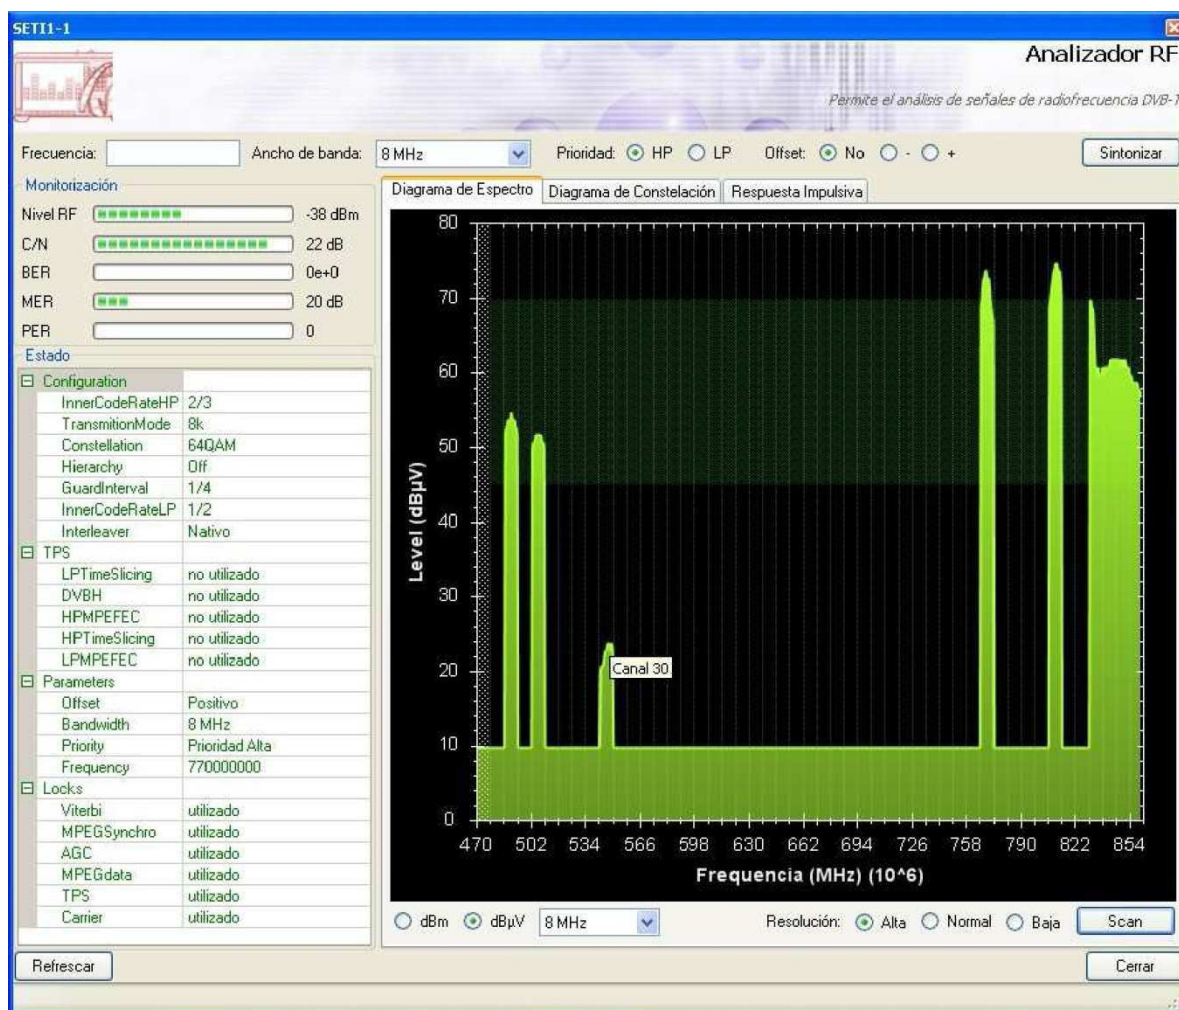 SETI1-1
Analizador RF
Permite el análisis de señales de radiofrecuencia DVB-T
Frecuencia: Ancho de banda: 8 MHz Prioridad: HP LP Offset: No - + Sintonizar
Monitorización
Nivel RF -38 dBm
C/N 22 dB
BER 0e+0
MER 20 dB
PER 0
Estado
Configuration
InnerCodeRateHP 2/3
TransmitionMode 8k
Constellation 64QAM
Hierarchy Off
GuardInterval 1/4
InnerCodeRateLP 1/2
Interleaver Nativo
TPS
LPTimeSlicing no utilizado
DVBH no utilizado
HPMPEFEC no utilizado
HPTimeSlicing no utilizado
LPMPEFEC no utilizado
Parameters
Offset Positivo
Bandwidth 8 MHz
Priority Prioridad Alta
Frequency 770000000
Locks
Viterbi utilizado
MPEGSynchro utilizado
AGC utilizado
MPEGdata utilizado
TPS utilizado
Carrier utilizado
Refrescar
Diagrama de Espectro Diagrama de Constelación Respuesta Impulsiva
80
70
60
50
40
30
20
10
0
Level (dBµV)
Canal 30
470 502 534 566 598 630 662 694 726 758 790 822 854
Frequencia (MHz) (10^6)
dBm dBµV 8 MHz Resolución: Alta Normal Baja Scan
Cerrar